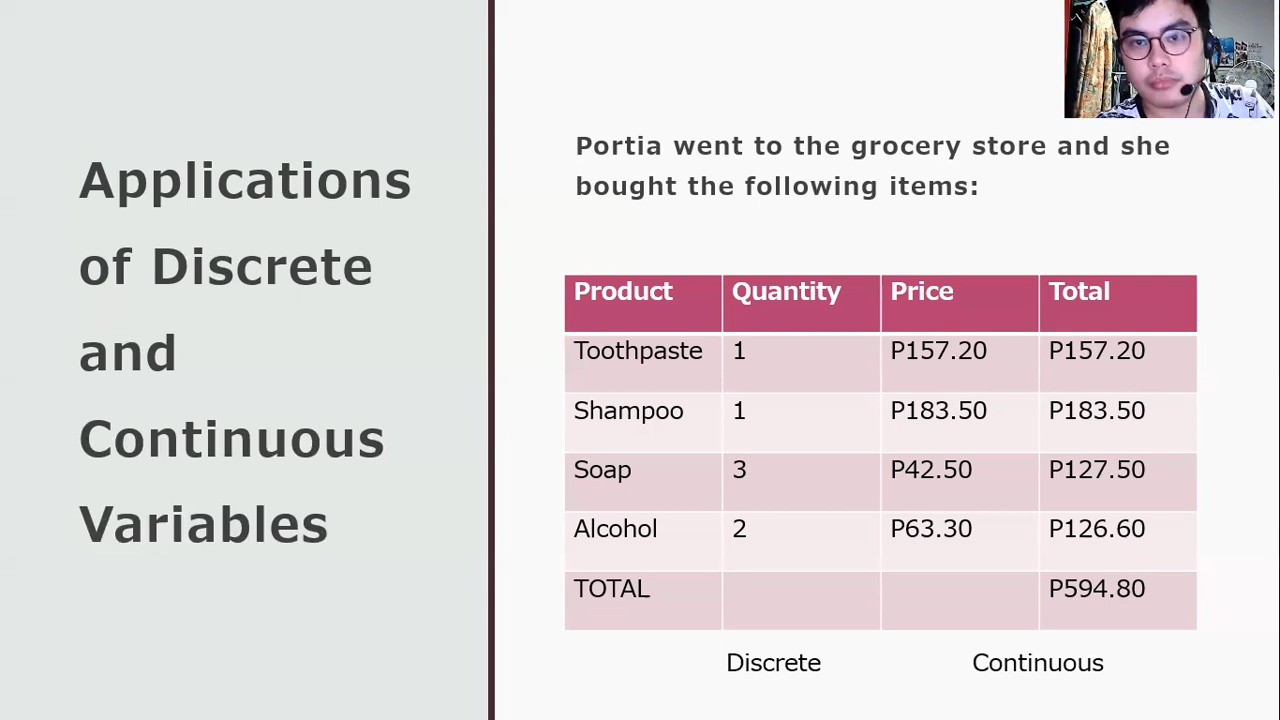 Applications
of Discrete
and
Continuous
Variables
Portia went to the grocery store and she
bought the following items:
Product Quantity Price Total
Toothpaste 1 P157.20 P157.20
Shampoo 1 P183.50 P183.50
Soap 3 P42.50 P127.50
Alcohol 2 P63.30 P126.60
TOTAL P594.80
Discrete Continuous